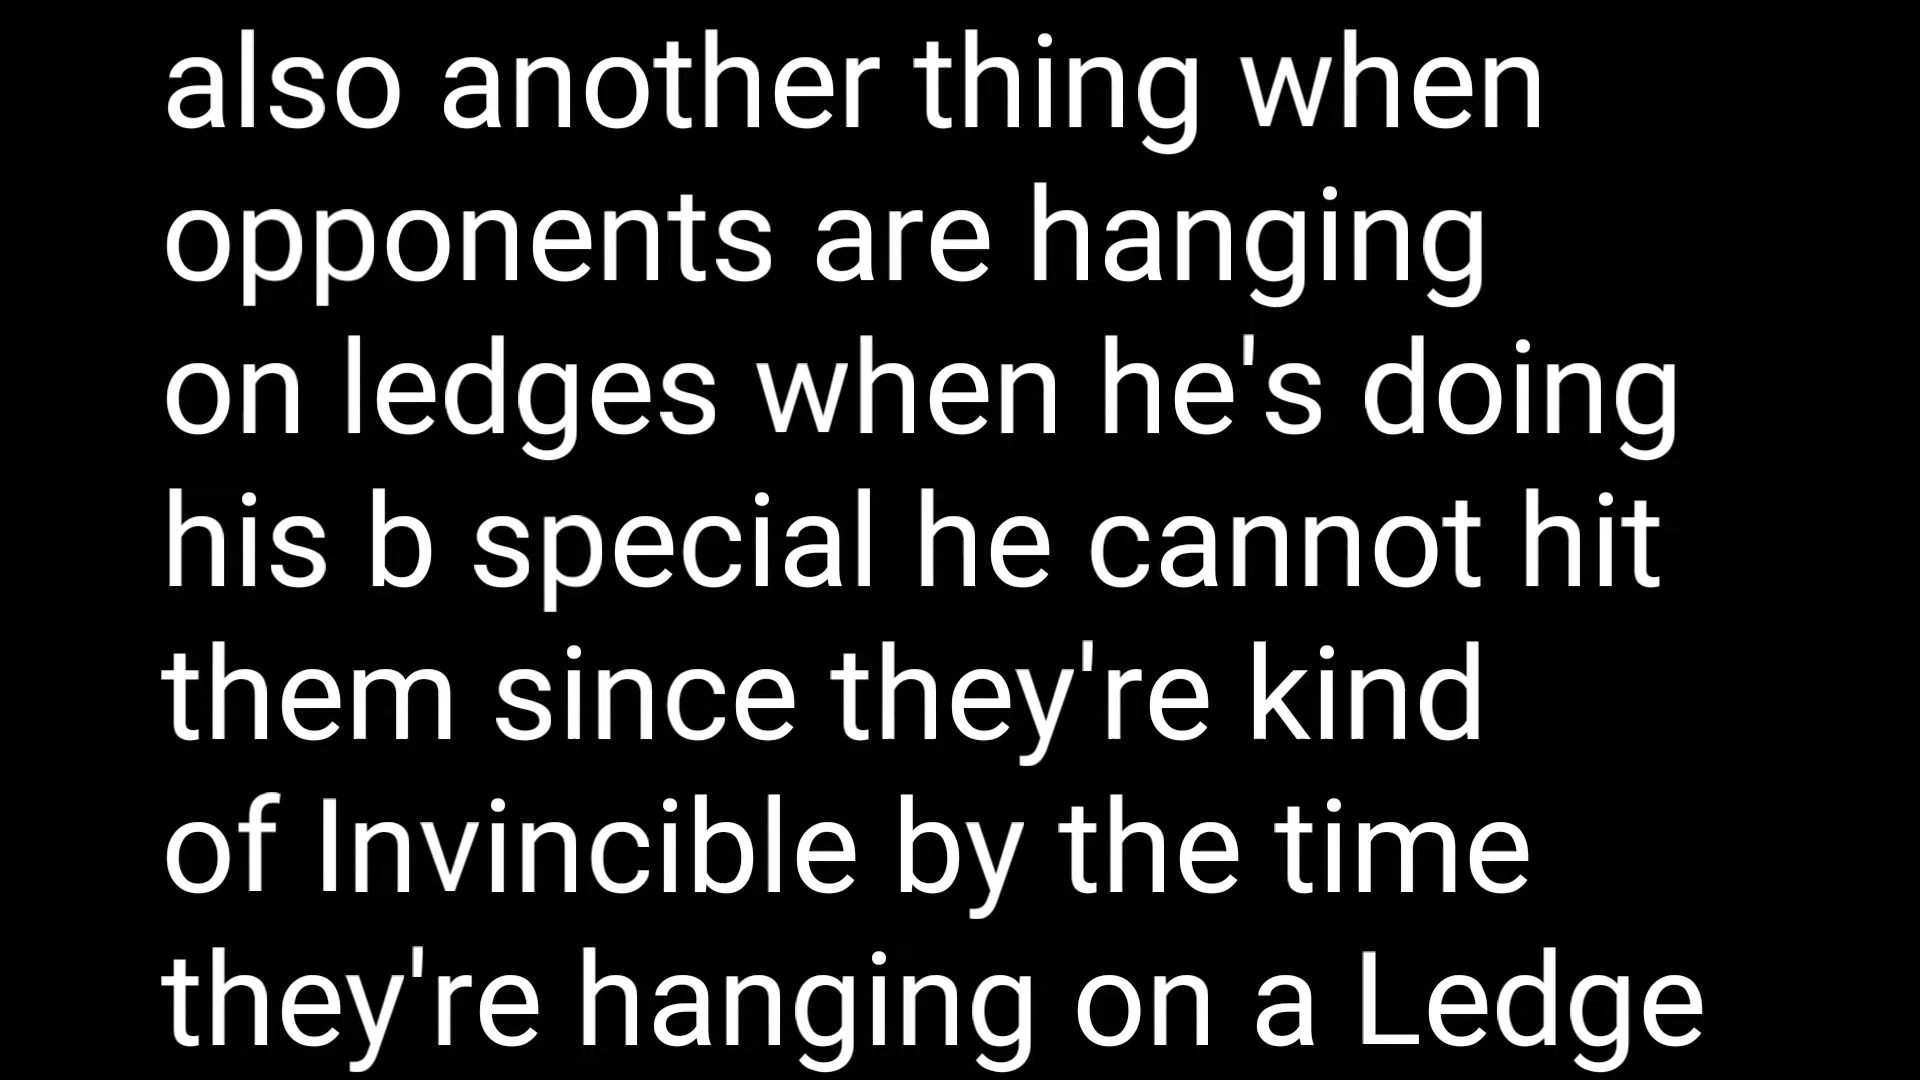 also another thing when
opponents are hanging
on ledges when he's doing
his b special he cannot hit
them since they're kind
of Invincible by the time
they're hanging on a Ledge